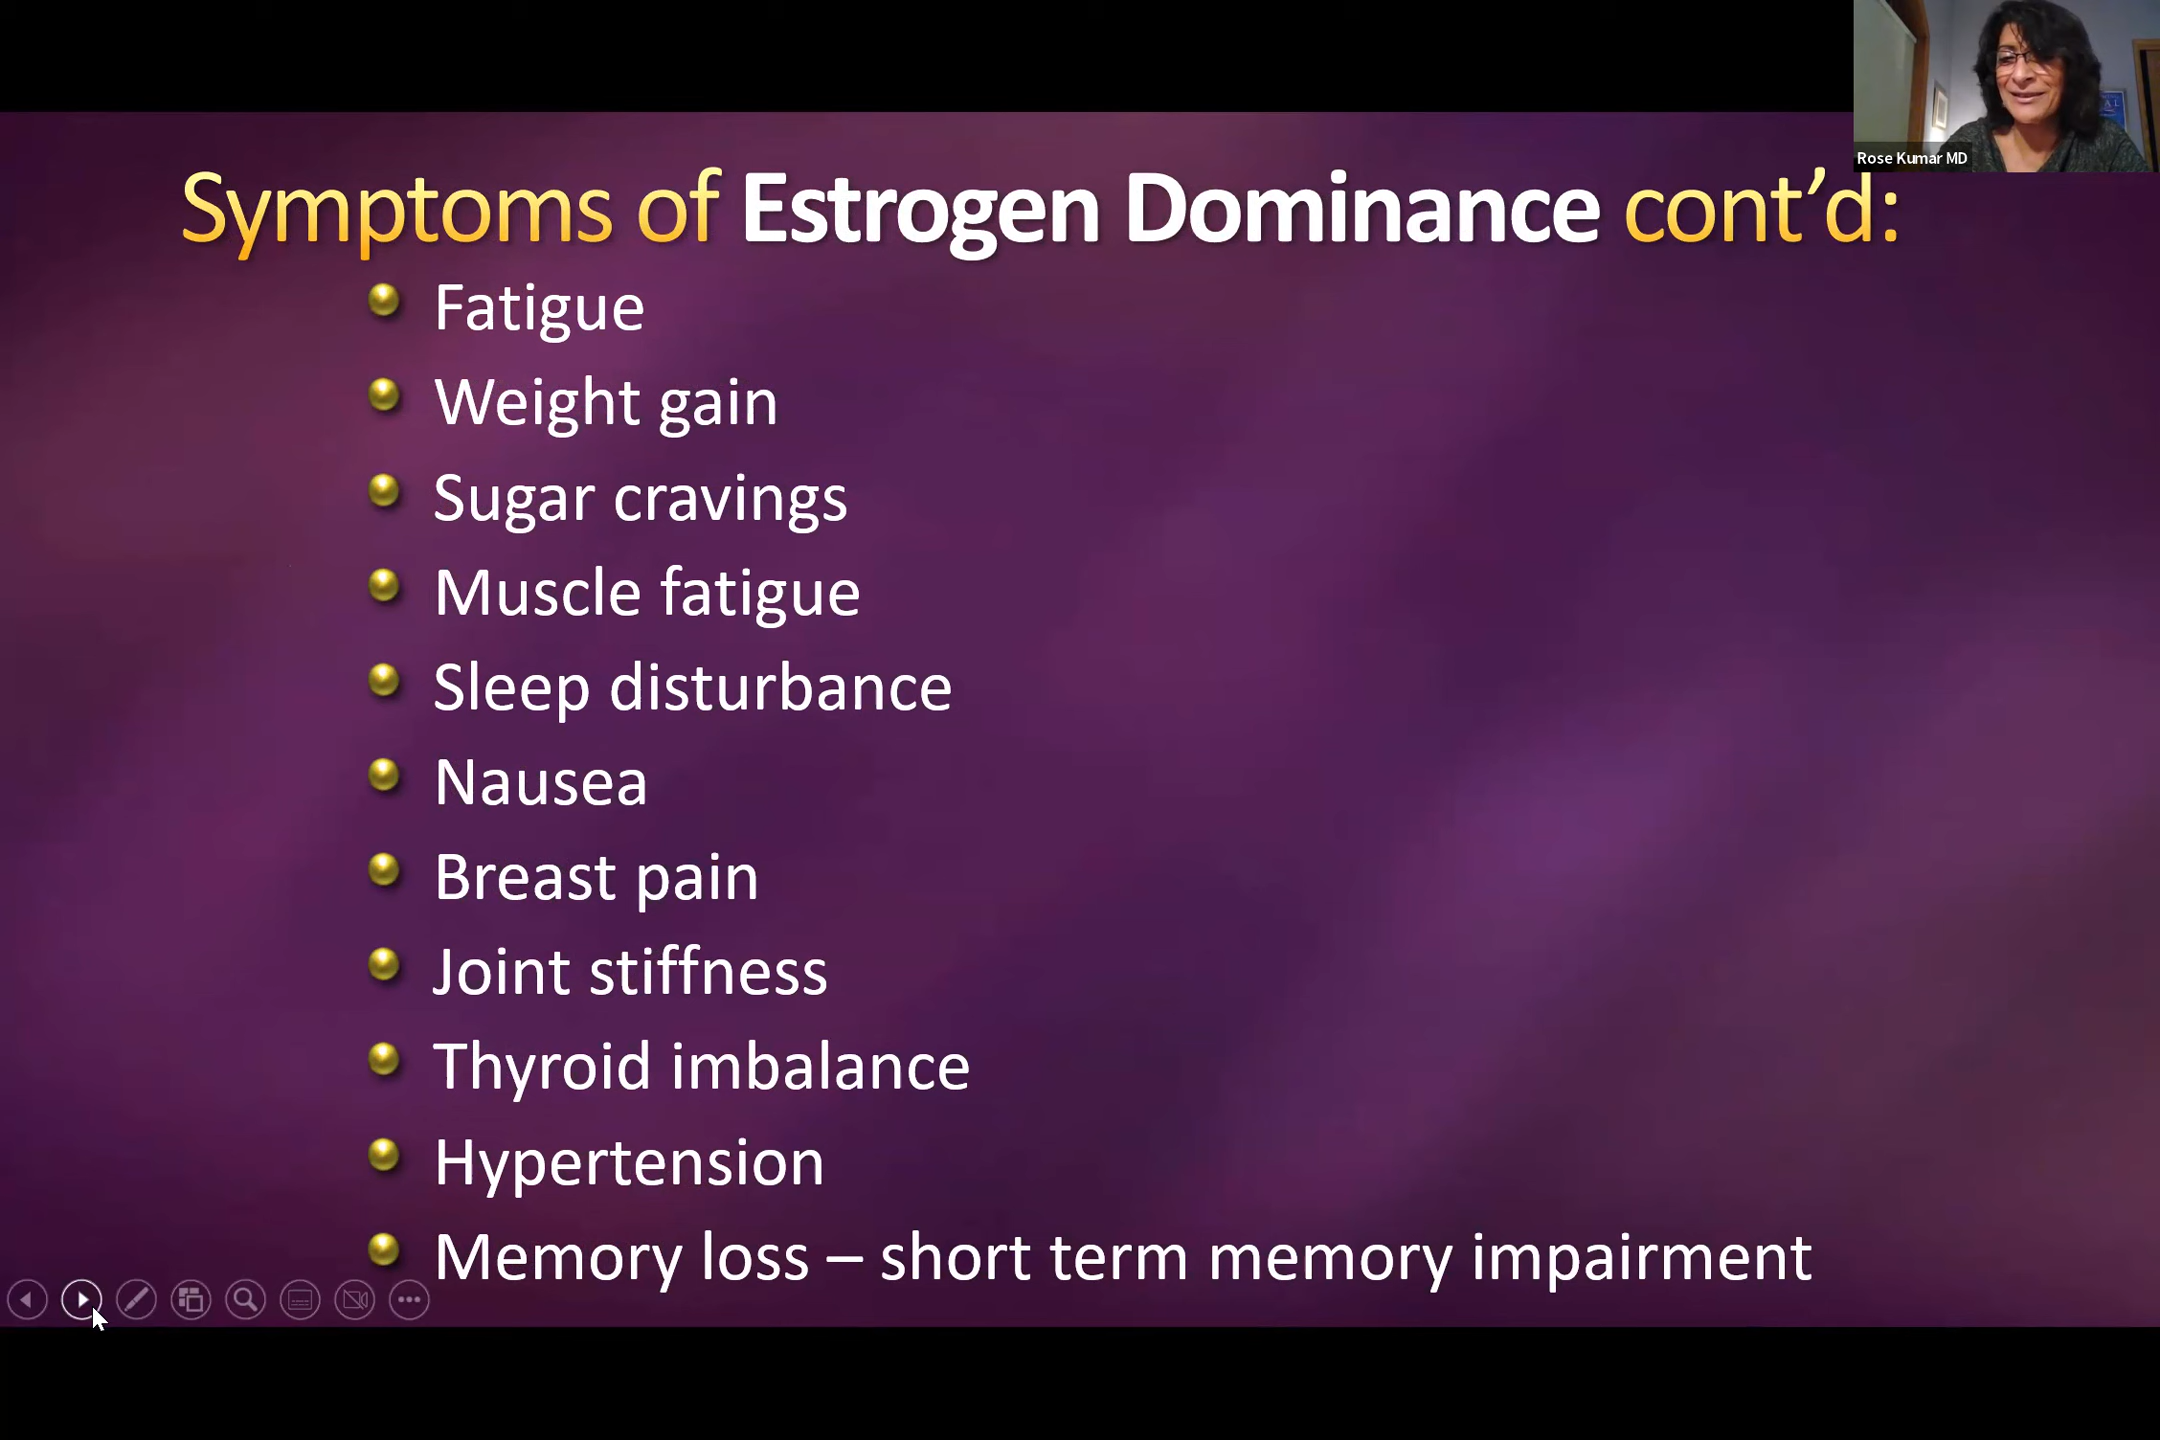 Rose Kumar MD
Symptoms of Estrogen Dominance cont’d:
Fatigue
Weight gain
Sugar cravings
Muscle fatigue
Sleep disturbance
Nausea
Breast pain
Joint stiffness
Thyroid imbalance
Hypertension
Memory loss – short term memory impairment